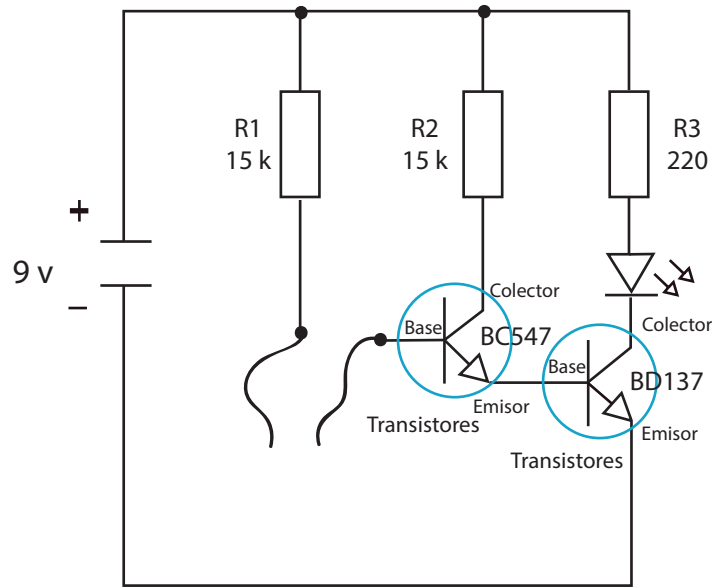 R1
15 k
R2
15 k
R3
220
+
9 v
–
Colector
Base
BC547
Emisor
Transistores
Colector
Base
BD137
Emisor
Transistores